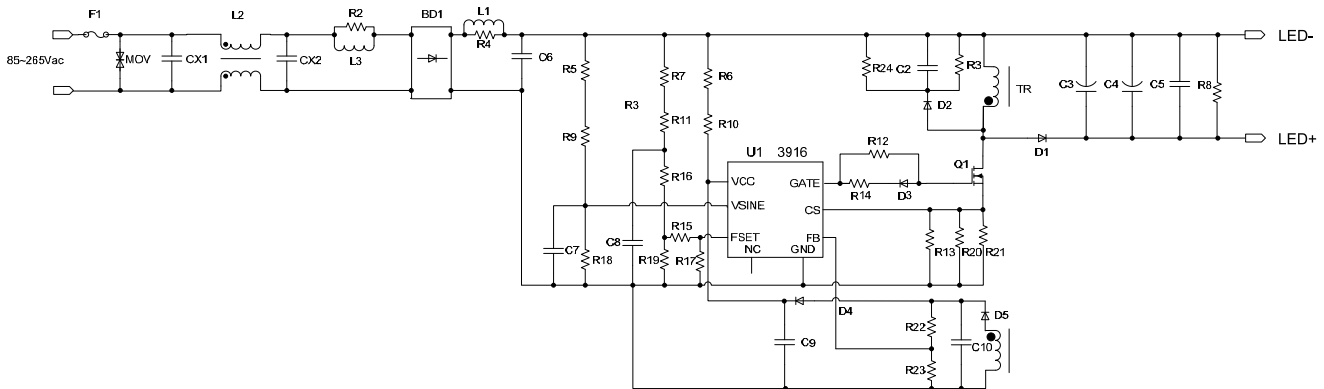 F1
L2
R2
BD1
L1
R4
LED-
85~265Vac
MOV
CX1
CX2
L3
C6
R5
R7
R6
R24
C2
R3
TR
C3
C4
C5
R8
D2
R3
R11
R10
R9
LED+
D1
U1 3916
R12
Q1
R16
VCC
GATE
R14
D3
VSINE
CS
R15
FSET
FB
C7
C8
R18
R19
R17
NC
GND
R13
R20
R21
D4
D5
R22
C9
C10
R23